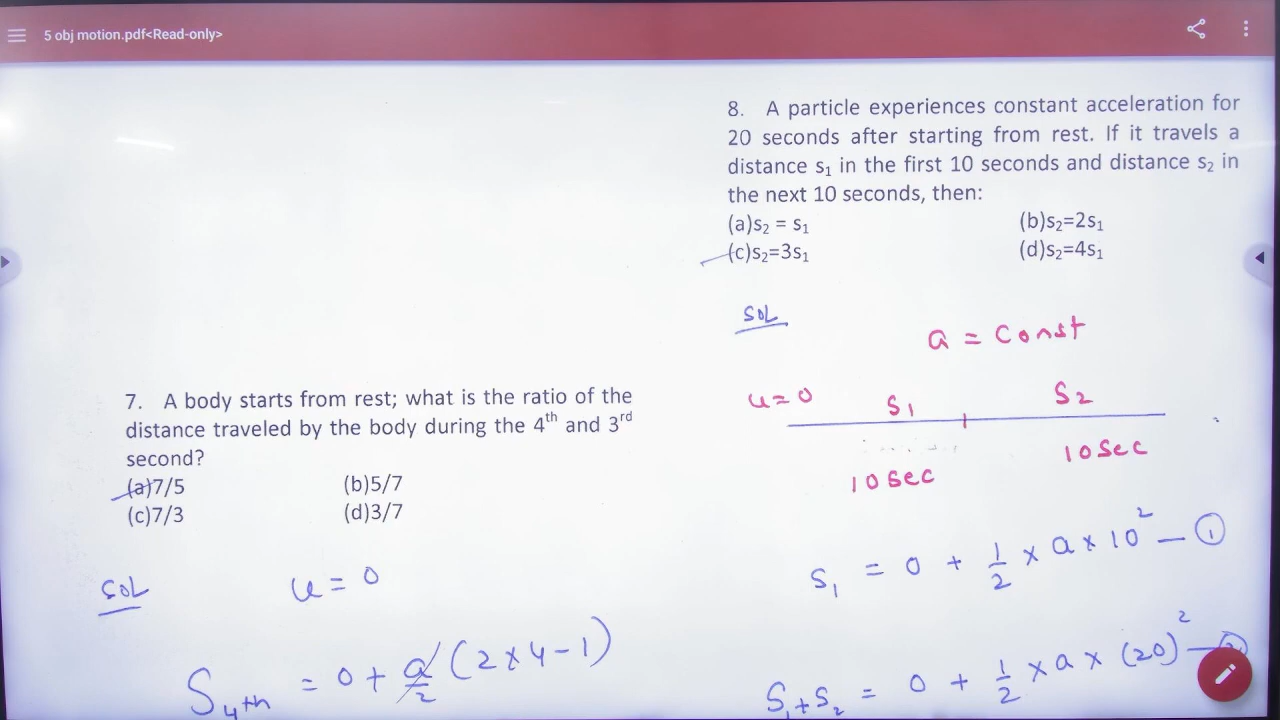 5 obj motion.pdf<Read-only>
7. A body starts from rest; what is the ratio of the
distance traveled by the body during the 4th and 3rd
second?
(a)7/5 (b)5/7
(c)7/3 (d)3/7
SOL u = 0
S4th = 0 + a/2 (2 x 4 - 1)
8. A particle experiences constant acceleration for
20 seconds after starting from rest. If it travels a
distance s₁ in the first 10 seconds and distance s₂ in
the next 10 seconds, then:
(a)s₂ = s₁ (b)s₂=2s₁
(c)s₂=3s₁ (d)s₂=4s₁
SOL
a = Const
u = 0 S₁ S₂
10 Sec 10 Sec
S₁ = 0 + 1/2 x a x 10² — ①
S₁+S₂ = 0 + 1/2 x a x (20)² —